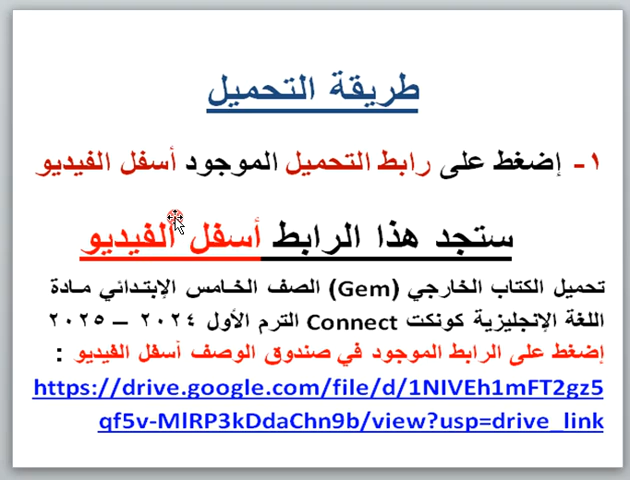 طريقة التحميل
١- إضغط على رابط التحميل الموجود أسفل الفيديو
ستجد هذا الرابط أسفل الفيديو
تحميل الكتاب الخارجي (Gem) الصف الخامس الإبتدائي مادة
اللغة الإنجليزية كونكت Connect الترم الأول ٢٠٢٤ – ٢٠٢٥
إضغط على الرابط الموجود في صندوق الوصف أسفل الفيديو :
https://drive.google.com/file/d/1NIVEh1mFT2gz5
qf5v-MlRP3kDdaChn9b/view?usp=drive_link